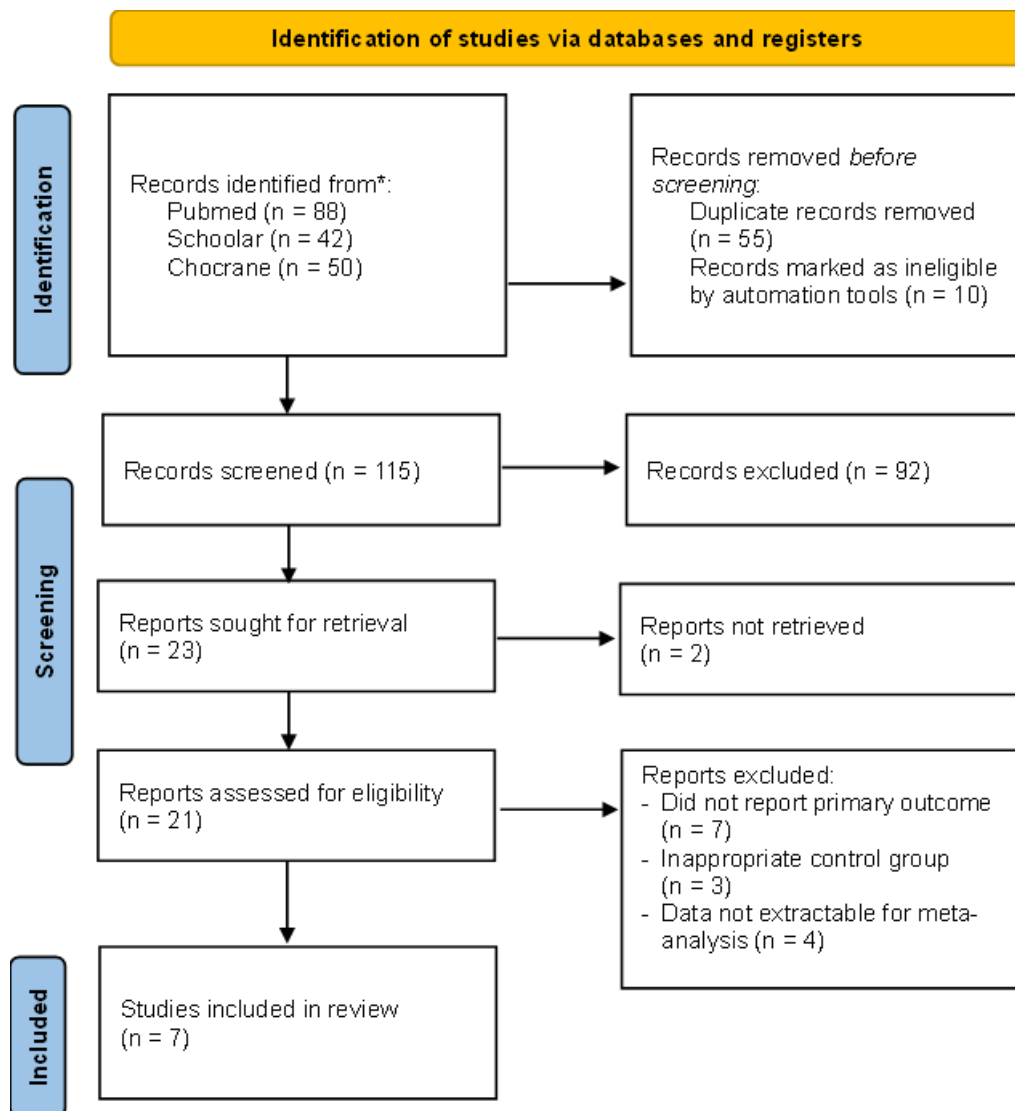 Identification of studies via databases and registers
Identification
Records identified from*:
Pubmed (n = 88)
Schoolar (n = 42)
Chocrane (n = 50)
Records removed before
screening:
Duplicate records removed
(n = 55)
Records marked as ineligible
by automation tools (n = 10)
Screening
Records screened (n = 115)
Records excluded (n = 92)
Reports sought for retrieval
(n = 23)
Reports not retrieved
(n = 2)
Reports assessed for eligibility
(n = 21)
Reports excluded:
- Did not report primary outcome
(n = 7)
- Inappropriate control group
(n = 3)
- Data not extractable for meta-
analysis (n = 4)
Included
Studies included in review
(n = 7)